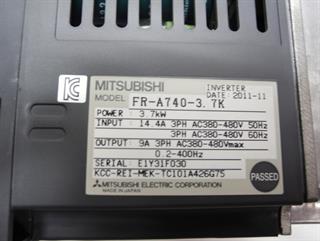 MITSUBISHI INVERTER
MODEL FR-A740-3.7K DATE: 2011-11
POWER : 3.7kW
INPUT : 14.4A 3PH AC380-480V 50Hz
3PH AC380-480V 60Hz
OUTPUT: 9A 3PH AC380-480Vmax
0.2-400Hz
SERIAL: E1Y31F030
KCC-REI-MEK-TC101A426G75
PASSED
MITSUBISHI ELECTRIC CORPORATION
MADE IN JAPAN